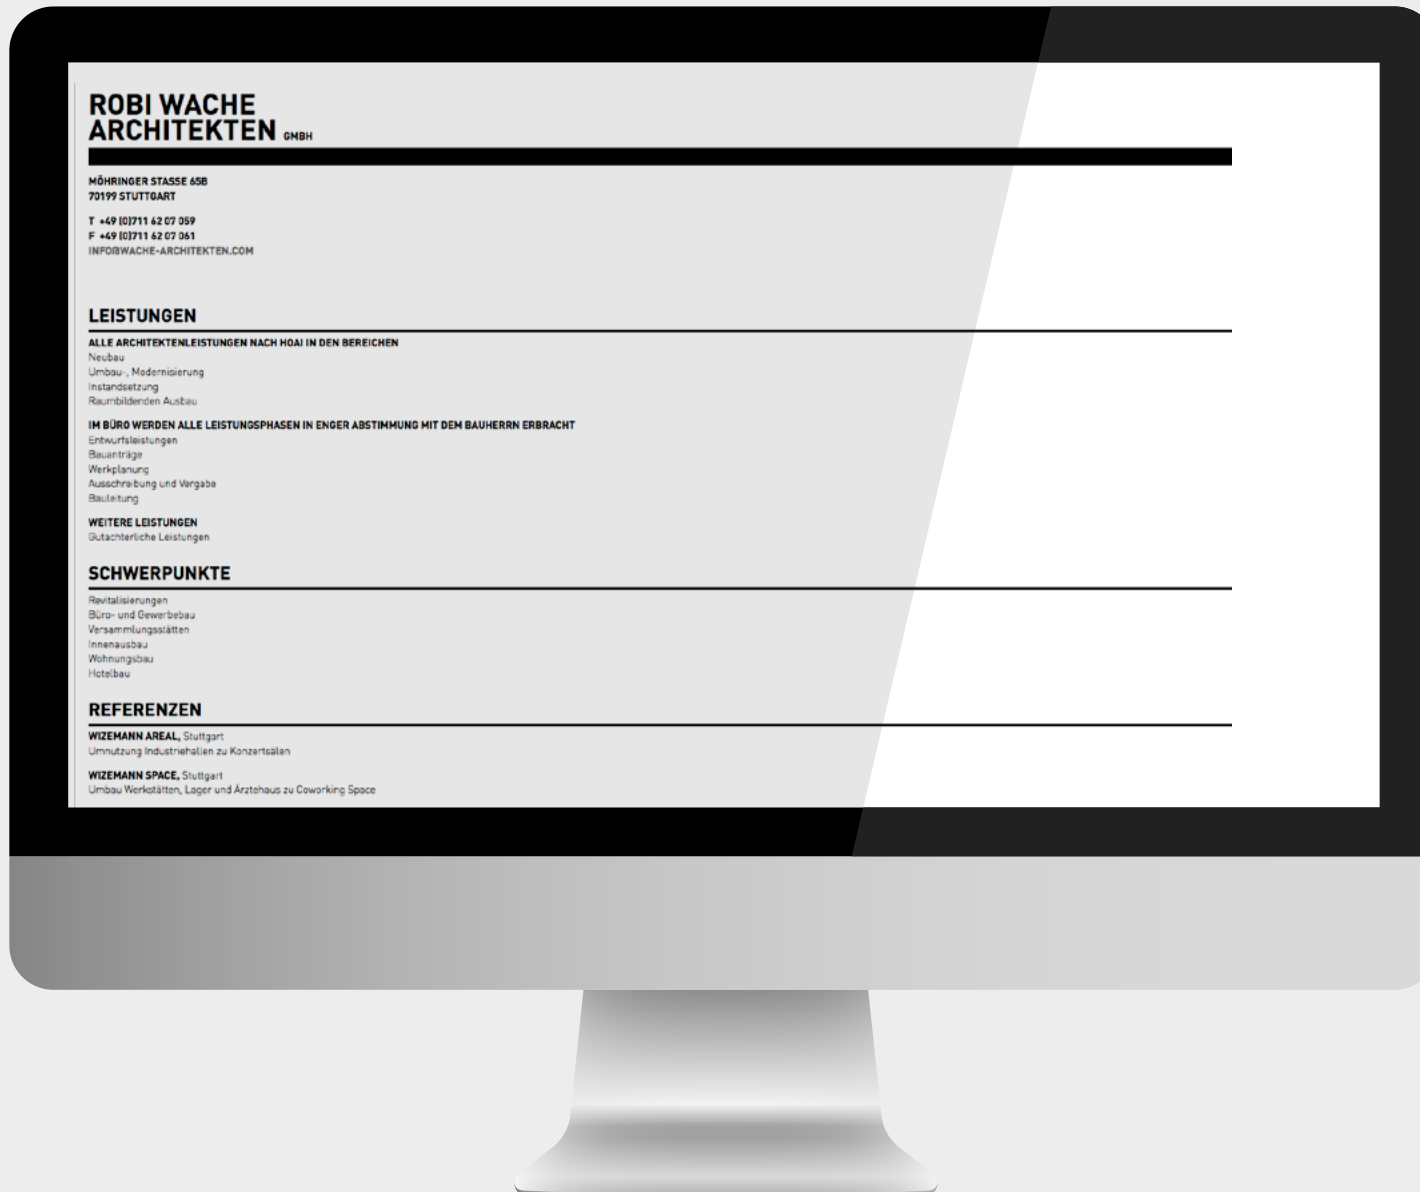 ROBI WACHE
ARCHITEKTEN GMBH
MÖHRINGER STASSE 65B
70199 STUTTGART
T +49 (0)711 62 07 059
F +49 (0)711 62 07 061
INFO@WACHE-ARCHITEKTEN.COM
LEISTUNGEN
ALLE ARCHITEKTENLEISTUNGEN NACH HOAI IN DEN BEREICHEN
Neubau
Umbau-, Modernisierung
Instandsetzung
Raumbildenden Ausbau
IM BÜRO WERDEN ALLE LEISTUNGSPHASEN IN ENGER ABSTIMMUNG MIT DEM BAUHERRN ERBRACHT
Entwurfsleistungen
Bauanträge
Werkplanung
Ausschreibung und Vergabe
Bauleitung
WEITERE LEISTUNGEN
Gutachterliche Leistungen
SCHWERPUNKTE
Revitalisierungen
Büro- und Gewerbebau
Versammlungsstätten
Innenausbau
Wohnungsbau
Hotelbau
REFERENZEN
WIZEMANN AREAL, Stuttgart
Umnutzung Industriehallen zu Konzertsälen
WIZEMANN SPACE, Stuttgart
Umbau Werkstätten, Lager und Ärztehaus zu Coworking Space